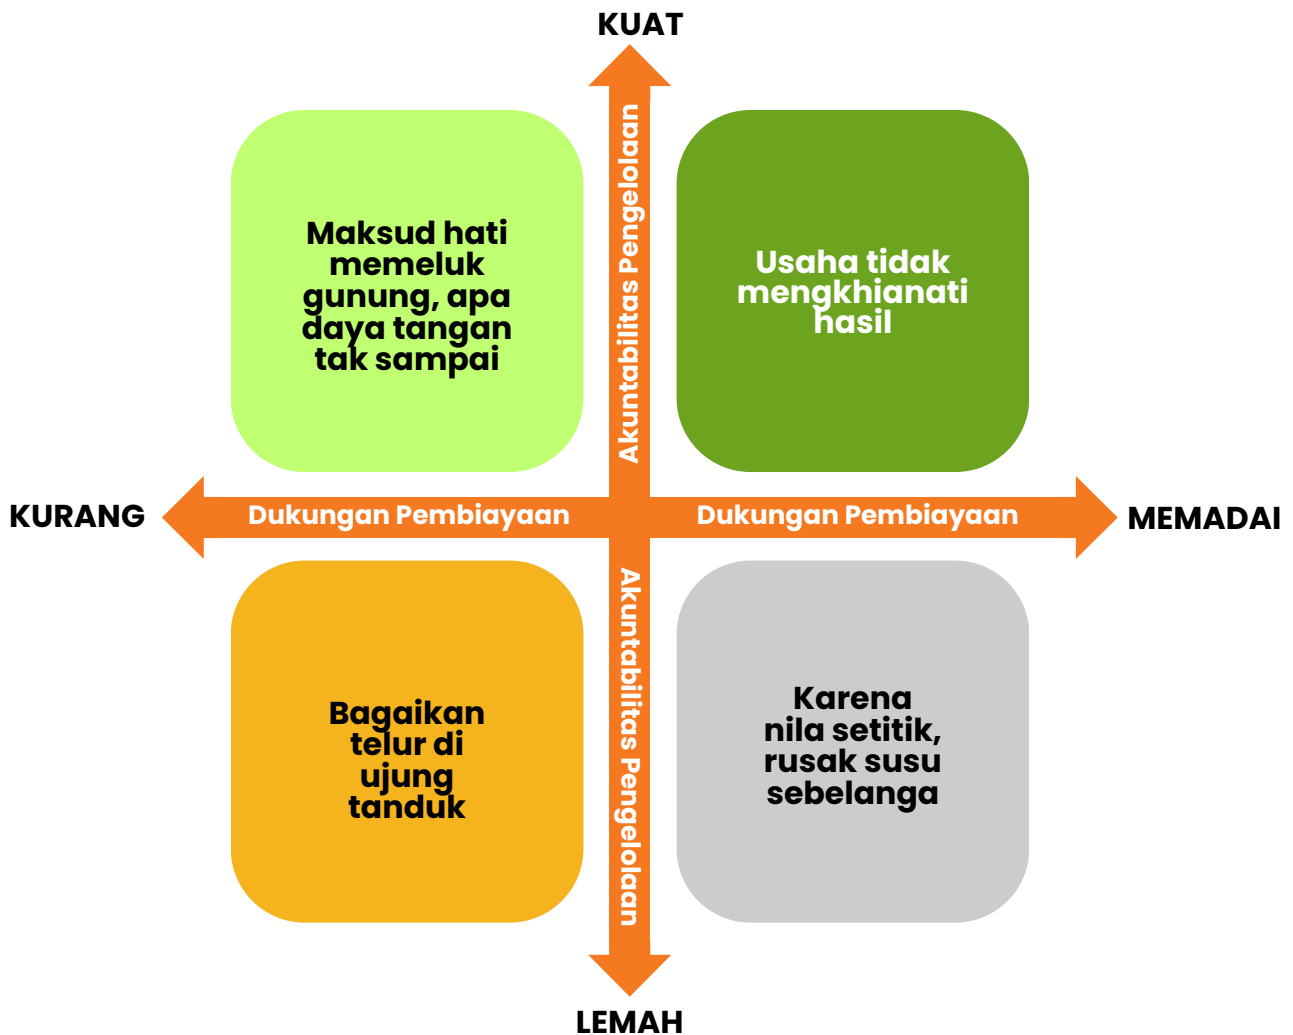 KUAT
Akuntabilitas Pengelolaan
Maksud hati
memeluk
gunung, apa
daya tangan
tak sampai
Usaha tidak
mengkhianati
hasil
KURANG
Dukungan Pembiayaan
Dukungan Pembiayaan
MEMADAI
Akuntabilitas Pengelolaan
Bagaikan
telur di
ujung
tanduk
Karena
nila setitik,
rusak susu
sebelanga
LEMAH